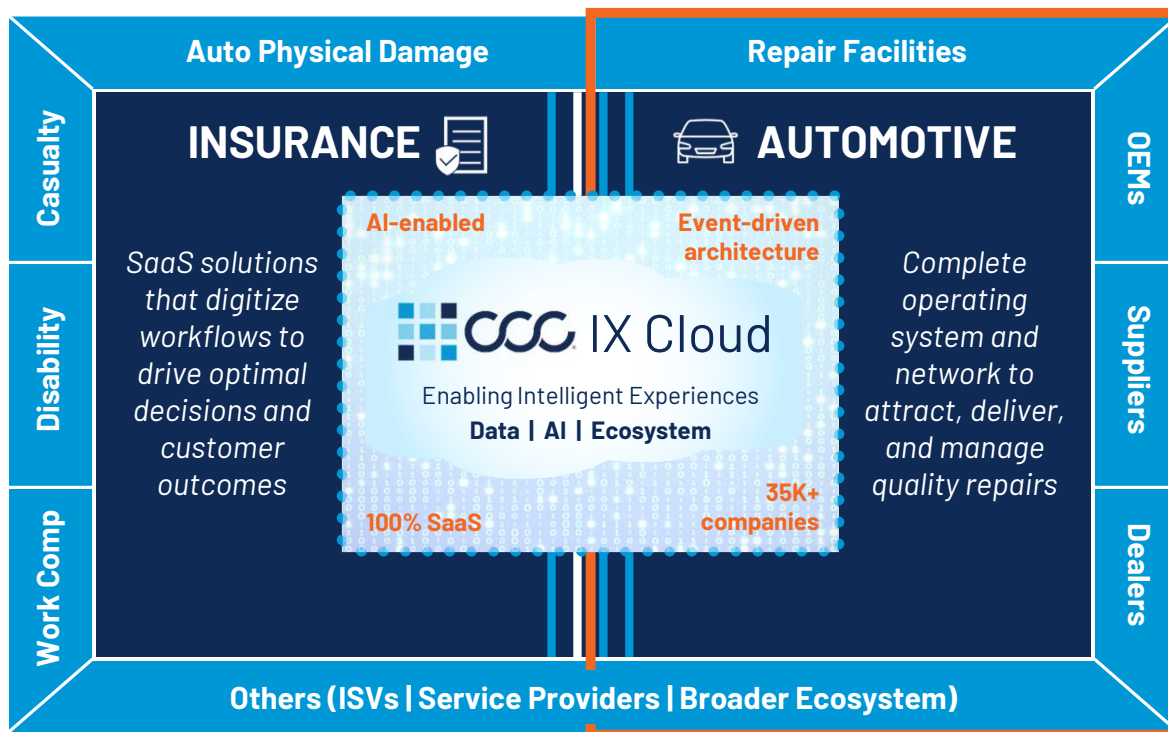 Auto Physical Damage
Repair Facilities
Casualty
Disability
Work Comp
INSURANCE
SaaS solutions
that digitize
workflows to
drive optimal
decisions and
customer
outcomes
AI-enabled
Event-driven
architecture
CCC IX Cloud
Enabling Intelligent Experiences
Data | AI | Ecosystem
100% SaaS
35K+
companies
AUTOMOTIVE
Complete
operating
system and
network to
attract, deliver,
and manage
quality repairs
OEMs
Suppliers
Dealers
Others (ISVs | Service Providers | Broader Ecosystem)